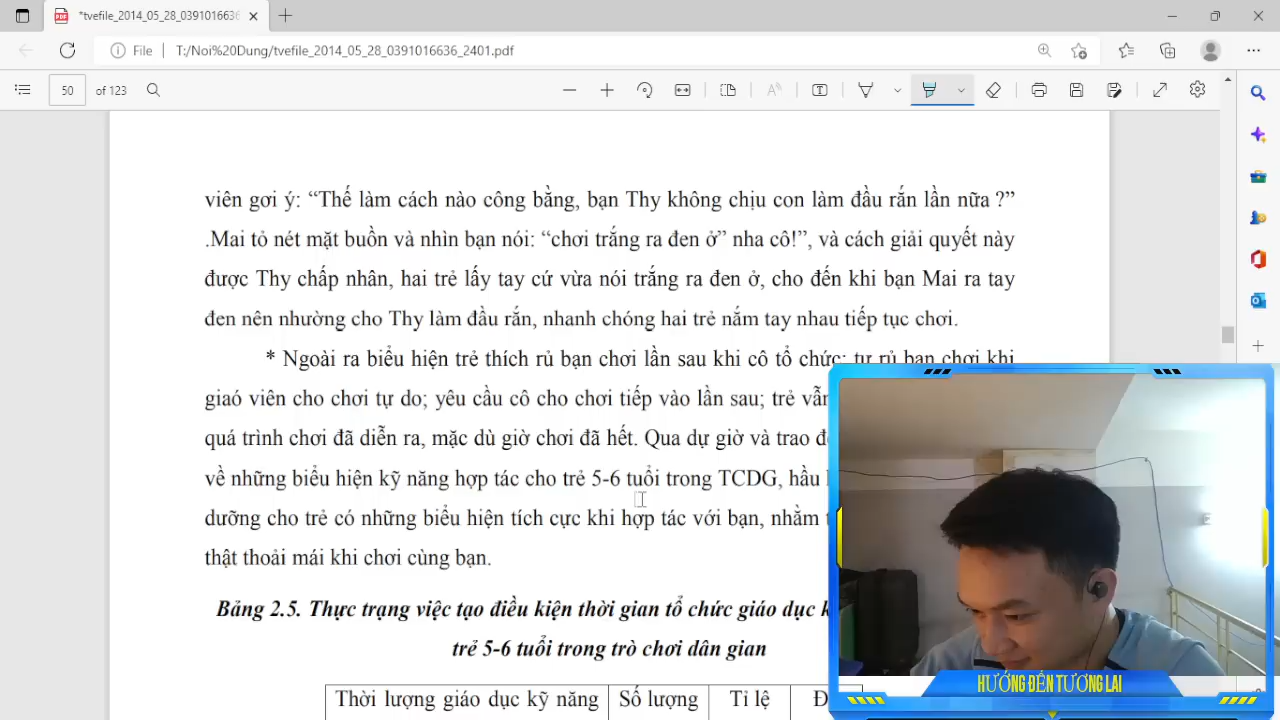 *tvefile_2014_05_28_0391016636
File
T:/Noi%20Dung/tvefile_2014_05_28_0391016636_2401.pdf
50 of 123
viên gơi ý: “Thế làm cách nào công bằng, bạn Thy không chịu con làm đầu rắn lần nữa ?”
.Mai tỏ nét mặt buồn và nhìn bạn nói: “chơi trắng ra đen ở” nha cô!”, và cách giải quyết này
được Thy chấp nhân, hai trẻ lấy tay cứ vừa nói trắng ra đen ở, cho đến khi bạn Mai ra tay
đen nên nhường cho Thy làm đầu rắn, nhanh chóng hai trẻ nắm tay nhau tiếp tục chơi.
* Ngoài ra biểu hiện trẻ thích rủ bạn chơi lần sau khi cô tổ chức; tự rủ bạn chơi khi
giaó viên cho chơi tự do; yêu cầu cô cho chơi tiếp vào lần sau; trẻ vẫn
quá trình chơi đã diễn ra, mặc dù giờ chơi đã hết. Qua dự giờ và trao
về những biểu hiện kỹ năng hợp tác cho trẻ 5-6 tuổi trong TCDG, hầu
dưỡng cho trẻ có những biểu hiện tích cực khi hợp tác với bạn, nhằm
thật thoải mái khi chơi cùng bạn.
Bảng 2.5. Thực trạng việc tạo điều kiện thời gian tổ chức giáo dục
trẻ 5-6 tuổi trong trò chơi dân gian
Thời lượng giáo dục kỹ năng Số lượng Tỉ lệ
HƯỚNG ĐẾN TƯƠNG LAI